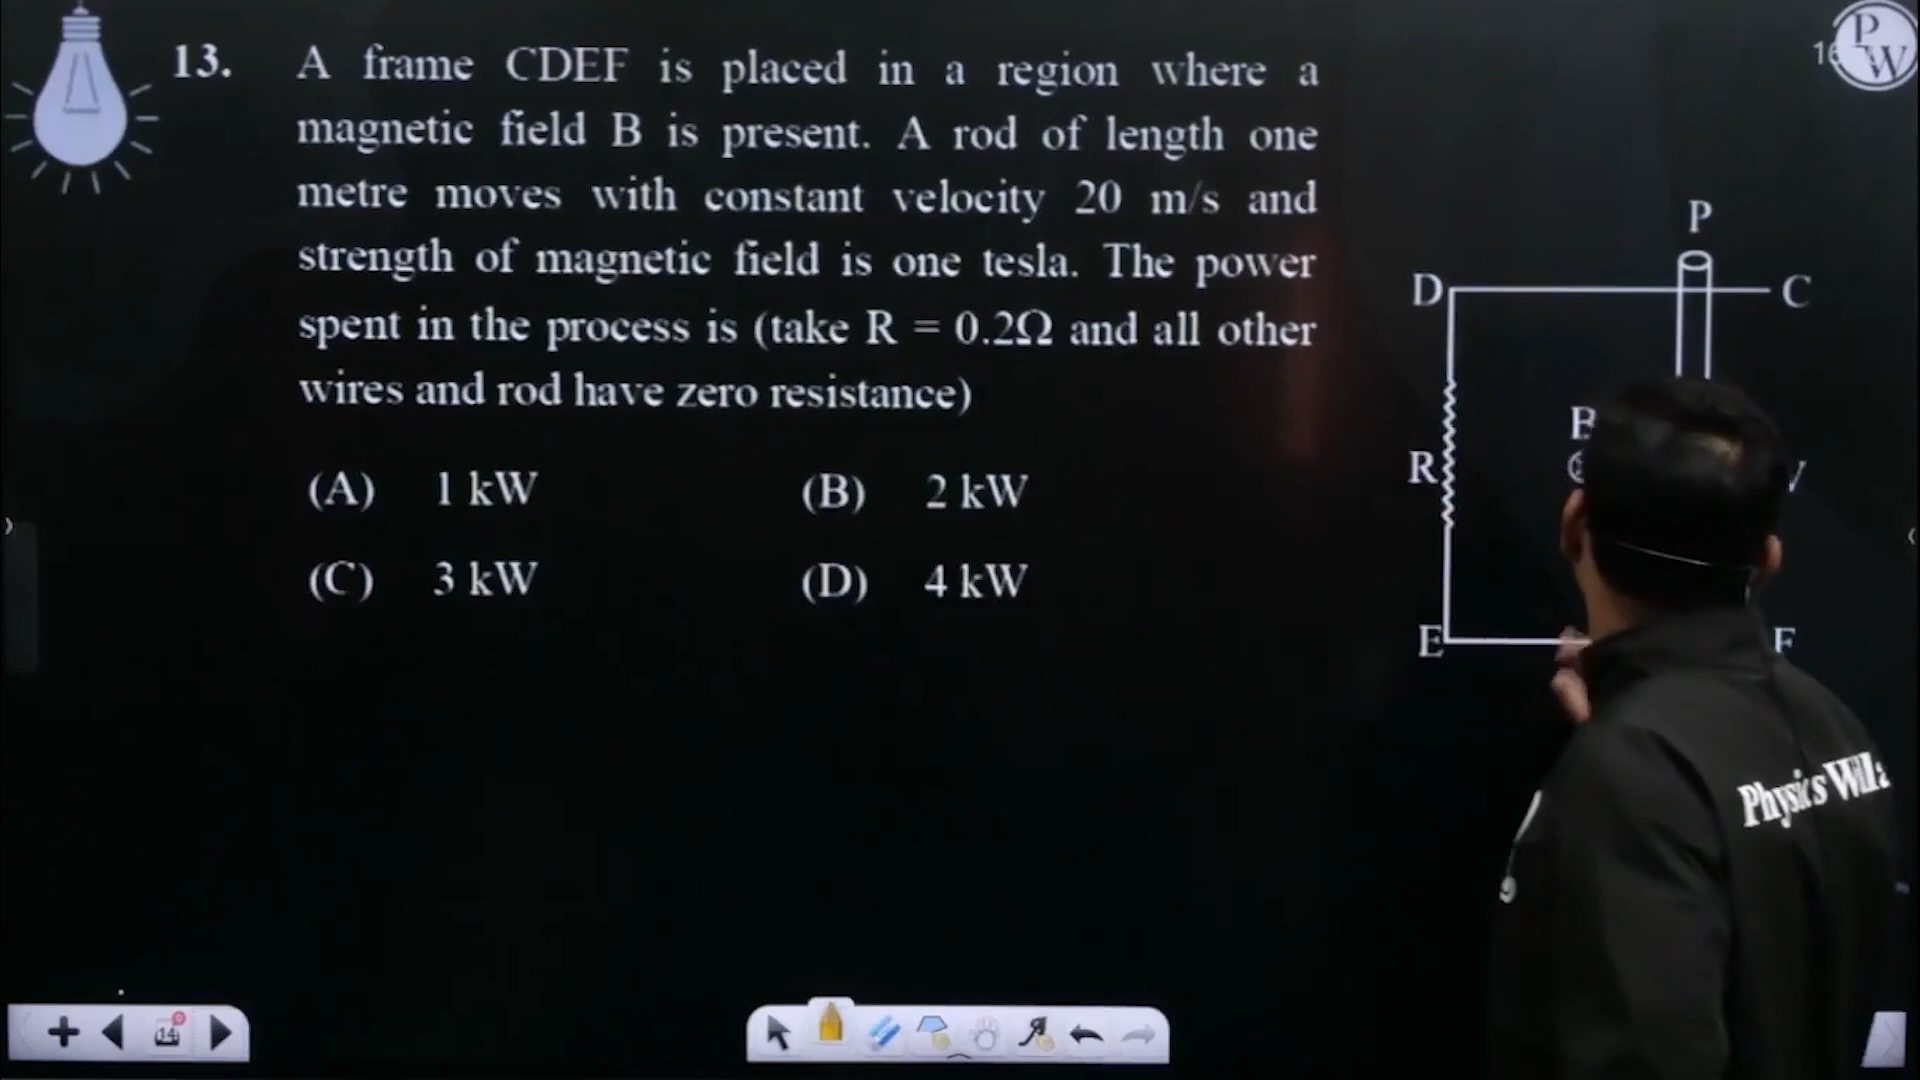 13. A frame CDEF is placed in a region where a
magnetic field B is present. A rod of length one
metre moves with constant velocity 20 m/s and
strength of magnetic field is one tesla. The power
spent in the process is (take R = 0.2Ω and all other
wires and rod have zero resistance)
(A) 1 kW (B) 2 kW
(C) 3 kW (D) 4 kW
P
D C
B
R
E F
PW
Physics
14